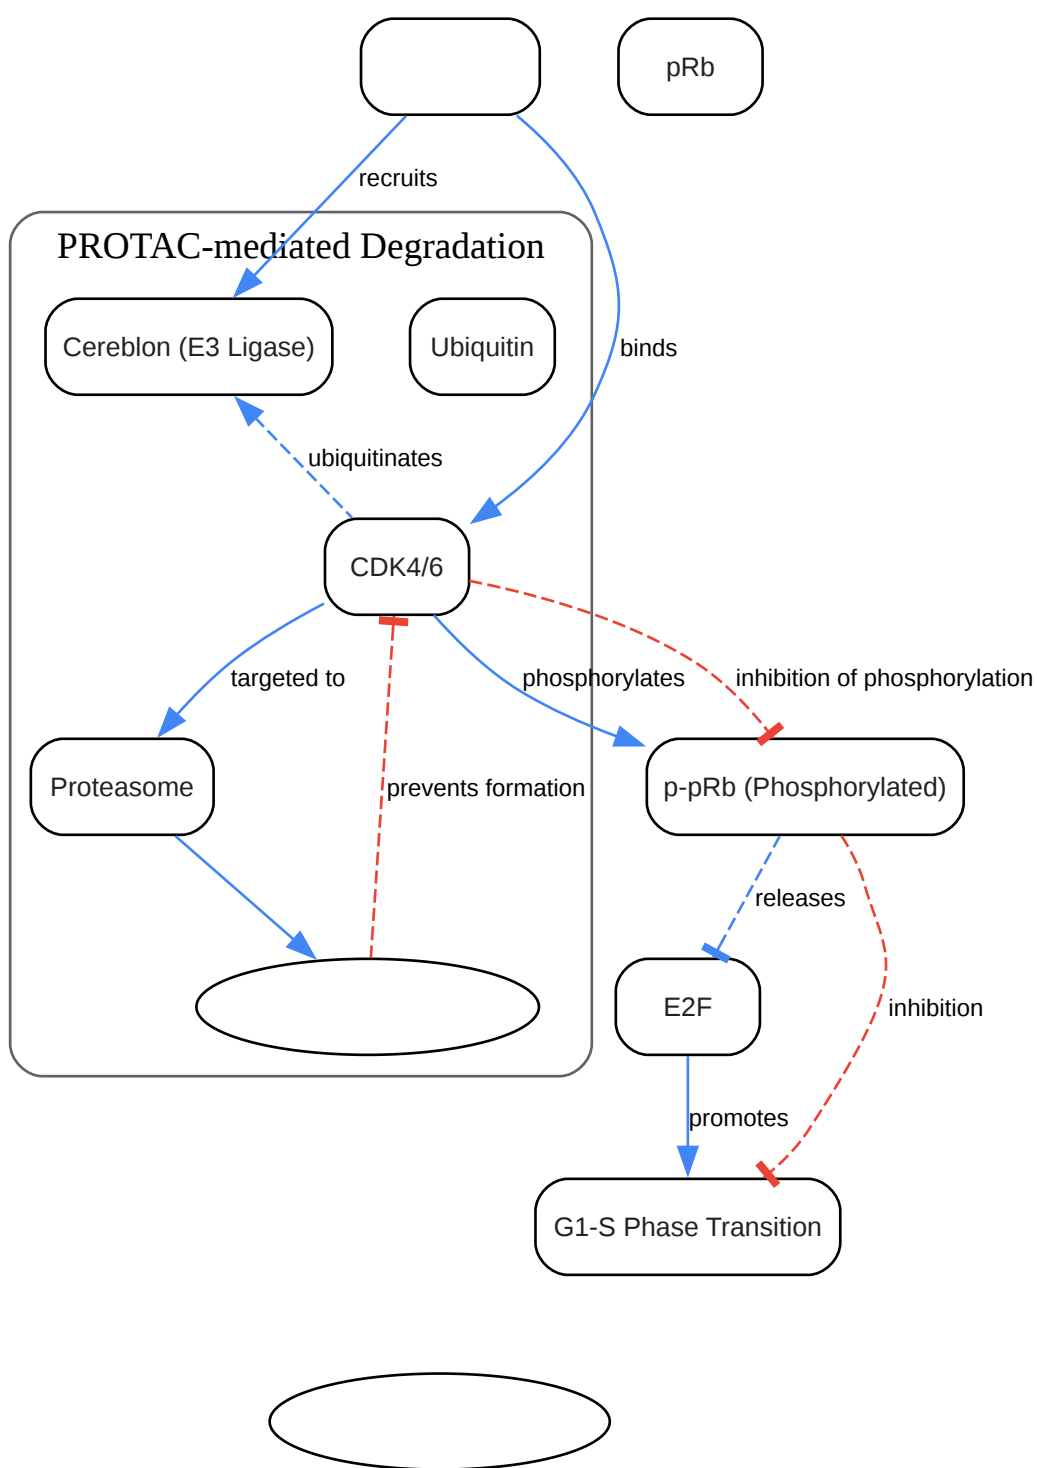 pRb
recruits
PROTAC-mediated Degradation
Cereblon (E3 Ligase)
Ubiquitin
binds
ubiquitinates
CDK4/6
targeted to
phosphorylates
inhibition of phosphorylation
Proteasome
prevents formation
p-pRb (Phosphorylated)
releases
E2F
inhibition
promotes
G1-S Phase Transition